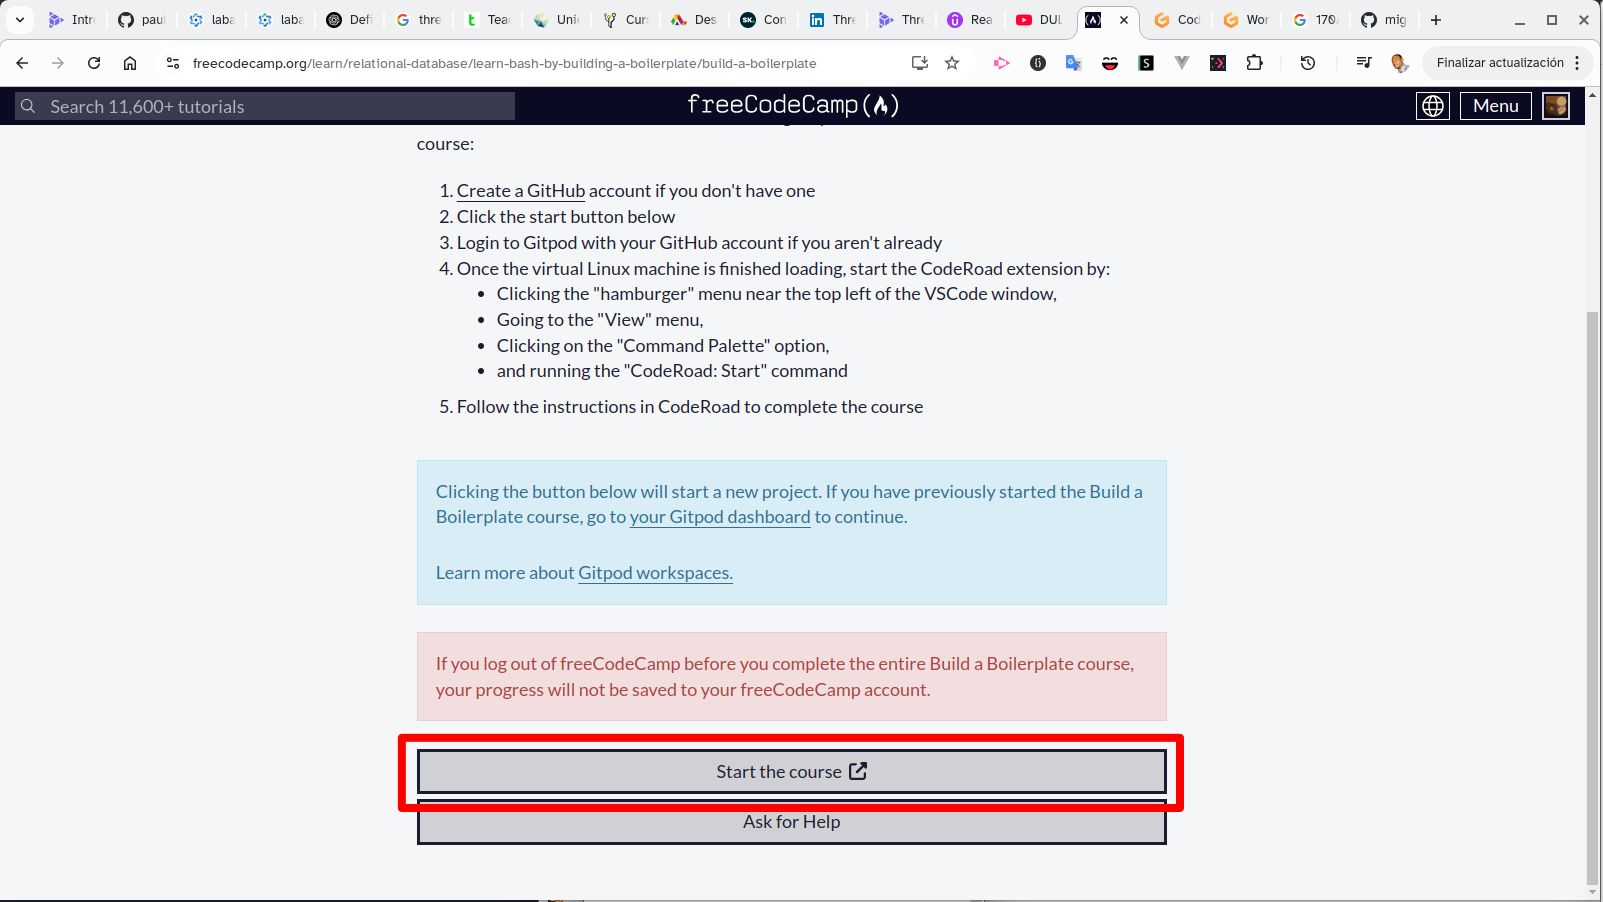 Intr
pau
laba
laba
Defi
thre
Teac
Unic
Curs
Des
Con
Thre
Thre
Rea
DUL
Cod
Wor
170
mig
freecodecamp.org/learn/relational-database/learn-bash-by-building-a-boilerplate/build-a-boilerplate
Finalizar actualización
Search 11,600+ tutorials
freeCodeCamp
Menu
course:
1. Create a GitHub account if you don't have one
2. Click the start button below
3. Login to Gitpod with your GitHub account if you aren't already
4. Once the virtual Linux machine is finished loading, start the CodeRoad extension by:
• Clicking the "hamburger" menu near the top left of the VSCode window,
• Going to the "View" menu,
• Clicking on the "Command Palette" option,
• and running the "CodeRoad: Start" command
5. Follow the instructions in CodeRoad to complete the course
Clicking the button below will start a new project. If you have previously started the Build a
Boilerplate course, go to your Gitpod dashboard to continue.
Learn more about Gitpod workspaces.
If you log out of freeCodeCamp before you complete the entire Build a Boilerplate course,
your progress will not be saved to your freeCodeCamp account.
Start the course
Ask for Help